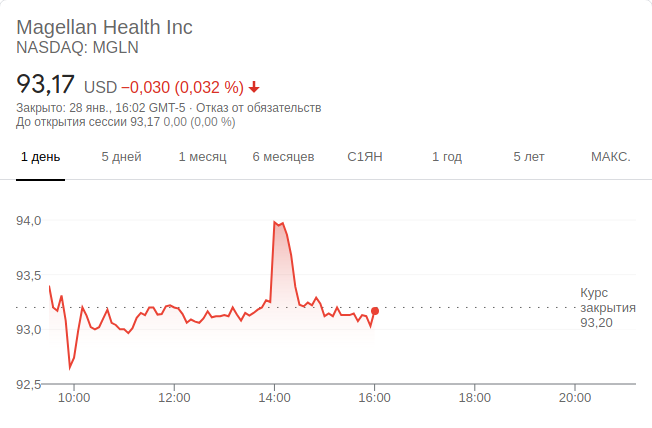 Magellan Health Inc
NASDAQ: MGLN
93,17 USD −0,030 (0,032 %)
Закрыто: 28 янв., 16:02 GMT-5 · Отказ от обязательств
До открытия сессии 93,17 0,00 (0,00 %)
1 день 5 дней 1 месяц 6 месяцев С1ЯН 1 год 5 лет МАКС.
94,0
93,5
93,0
92,5
Курс
закрытия
93,20
10:00 12:00 14:00 16:00 18:00 20:00